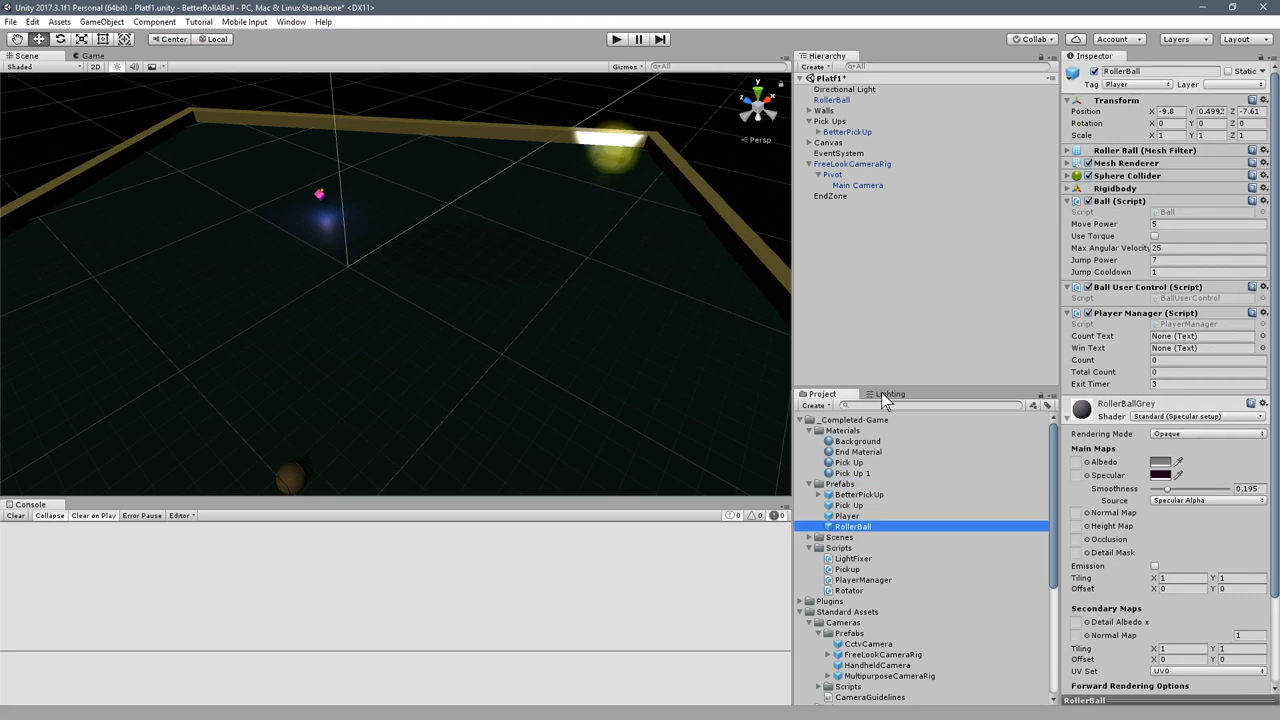 Unity 2017.3.1f1 Personal (64bit) - Platf1.unity - BetterRollABall - PC, Mac & Linux Standalone* <DX11>
File Edit Assets GameObject Component Tutorial Mobile Input Window Help
Center Local Collab Account Layers Layout
Scene Game
Shaded 2D Gizmos All
y
x
z
Persp
Hierarchy
Create All
Platf1*
Directional Light
RollerBall
Walls
Pick Ups
BetterPickUp
Canvas
EventSystem
FreeLookCameraRig
Pivot
Main Camera
EndZone
Project Lighting
Create
_Completed-Game
Materials
Background
End Material
Pick Up
Pick Up 1
Prefabs
BetterPickUp
Pick Up
Player
RollerBall
Scenes
Scripts
LightFixer
Pickup
PlayerManager
Rotator
Plugins
Standard Assets
Cameras
Prefabs
CctvCamera
FreeLookCameraRig
HandheldCamera
MultipurposeCameraRig
Scripts
CameraGuidelines
Console
Clear Collapse Clear on Play Error Pause Editor 0 0 0
Inspector
RollerBall Static
Tag Player Layer
Transform
Position X -9.8 Y 0.4992 Z -7.61
Rotation X 0 Y 0 Z 0
Scale X 1 Y 1 Z 1
Roller Ball (Mesh Filter)
Mesh Renderer
Sphere Collider
Rigidbody
Ball (Script)
Script Ball
Move Power 5
Use Torque
Max Angular Velocity 25
Jump Power 7
Jump Cooldown 1
Ball User Control (Script)
Script BallUserControl
Player Manager (Script)
Script PlayerManager
Count Text None (Text)
Win Text None (Text)
Count 0
Total Count 0
Exit Timer 3
RollerBallGrey
Shader Standard (Specular setup)
Rendering Mode Opaque
Main Maps
Albedo
Specular
Smoothness 0.195
Source Specular Alpha
Normal Map
Height Map
Occlusion
Detail Mask
Emission
Tiling X 1 Y 1
Offset X 0 Y 0
Secondary Maps
Detail Albedo x
Normal Map 1
Tiling X 1 Y 1
Offset X 0 Y 0
UV Set UV0
Forward Rendering Options
RollerBall